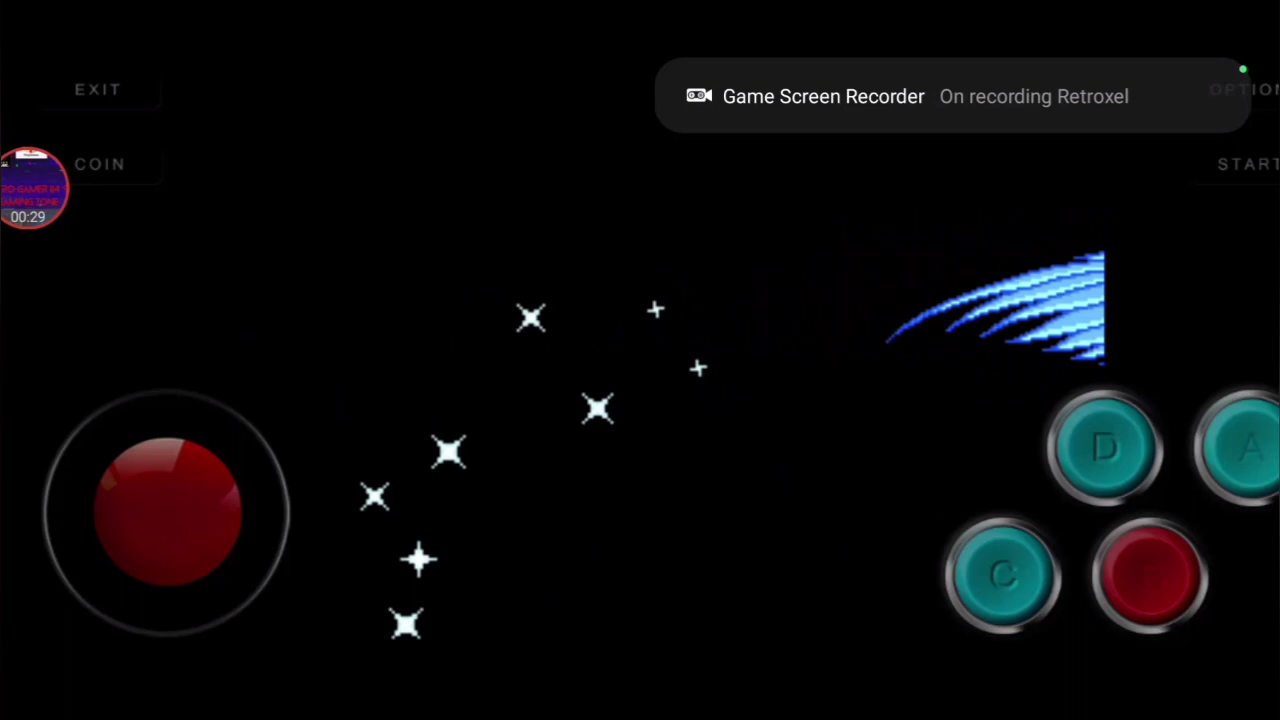 EXIT
Game Screen Recorder On recording Retroxel
COIN
START
00:29
D
A
C